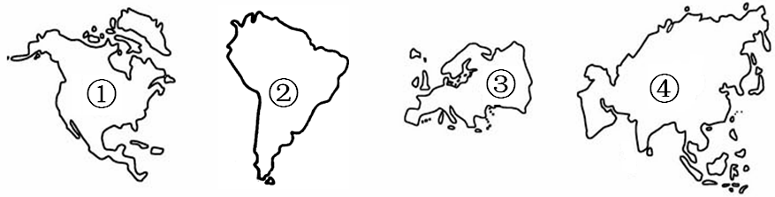 ① ② ③ ④